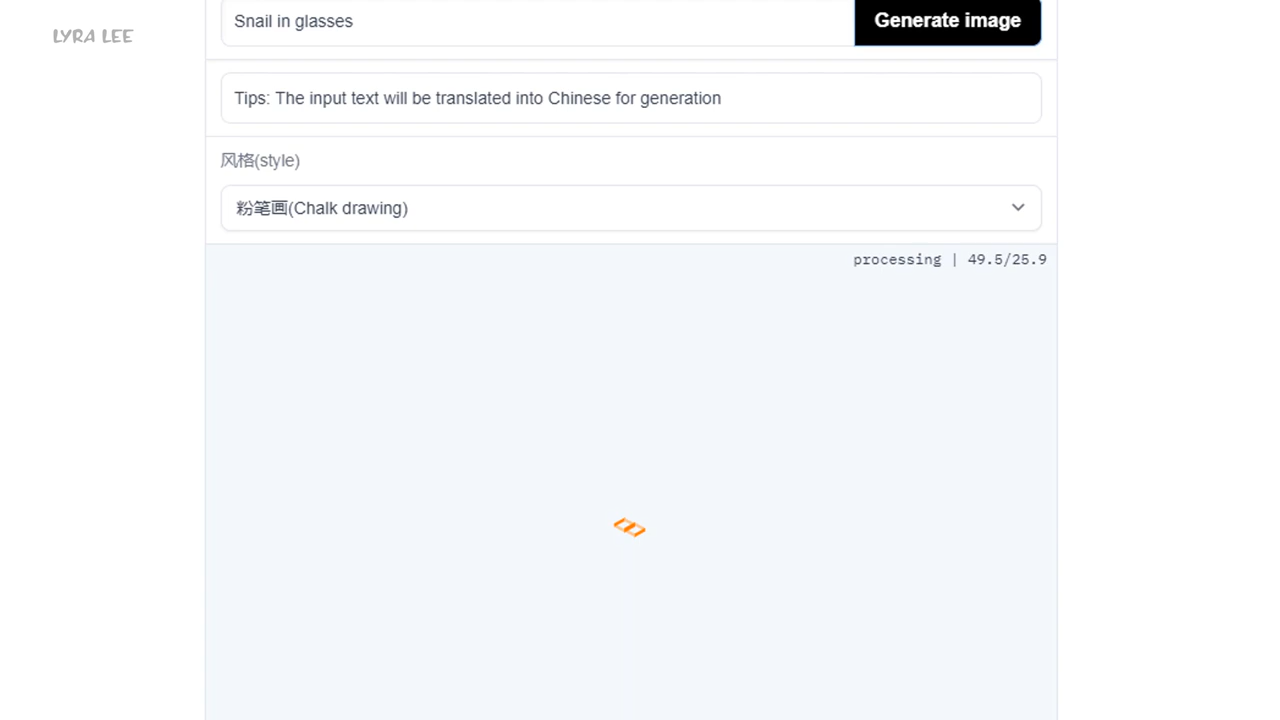 LYRA LEE
Snail in glasses
Generate image
Tips: The input text will be translated into Chinese for generation
风格(style)
粉笔画(Chalk drawing)
processing | 49.5/25.9